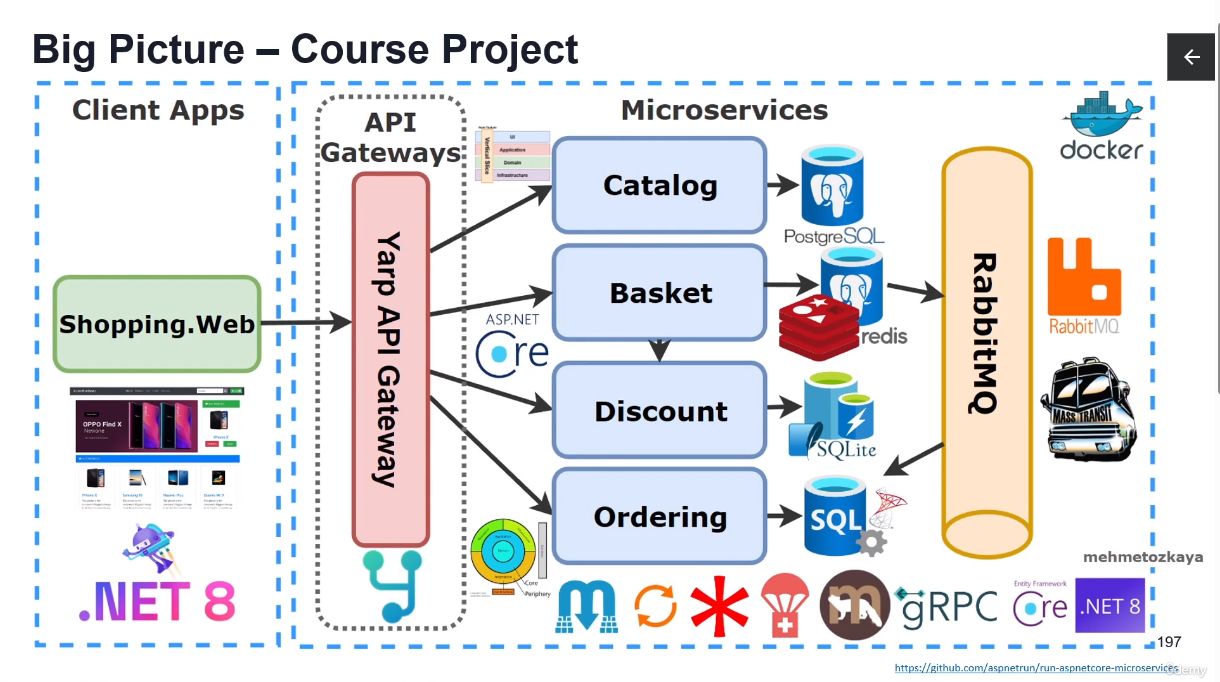 Big Picture – Course Project
Client Apps
API
Gateways
Microservices
docker
UI
Application
Domain
Infrastructure
Vertical Slice
Catalog
PostgreSQL
Shopping.Web
Yarp API Gateway
Basket
redis
RabbitMQ
RabbitMQ
ASP.NET
Core
OPPO Find X
Discount
SQLite
MASS TRANSIT
Ordering
SQL
Core
Periphery
mehmetozkaya
.NET 8
gRPC
Entity Framework
Core
.NET 8
197
https://github.com/aspnetrun/run-aspnetcore-microservices
Udemy